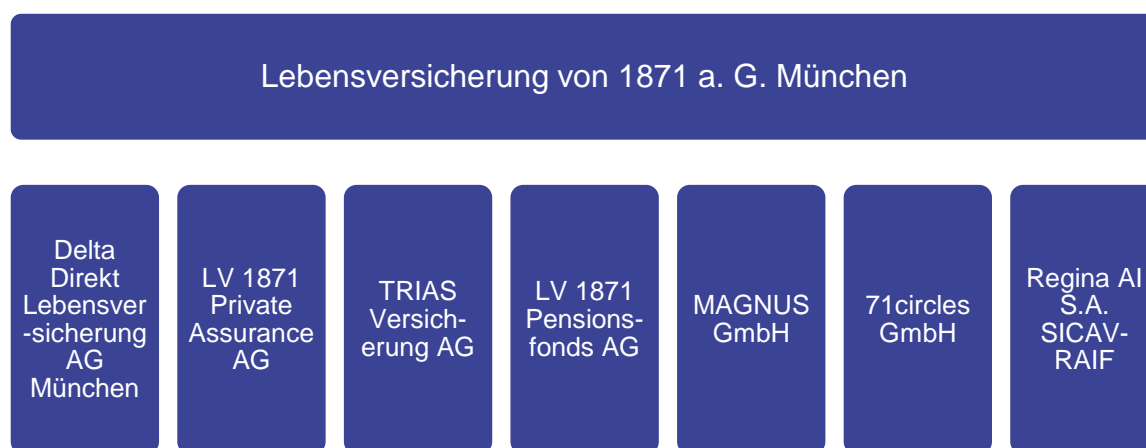 Lebensversicherung von 1871 a. G. München
Delta
Direkt
Lebensver
-sicherung
AG
München
LV 1871
Private
Assurance
AG
TRIAS
Versich-
erung AG
LV 1871
Pensions-
fonds AG
MAGNUS
GmbH
71circles
GmbH
Regina AI
S.A.
SICAV-
RAIF